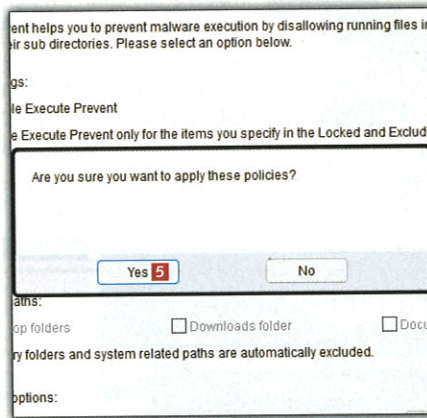 ent helps you to prevent malware execution by disallowing running files in
eir sub directories. Please select an option below.
gs:
le Execute Prevent
e Execute Prevent only for the items you specify in the Locked and Exclud
Are you sure you want to apply these policies?
Yes 5
No
aths:
op folders
Downloads folder
Docu
ry folders and system related paths are automatically excluded.
options: